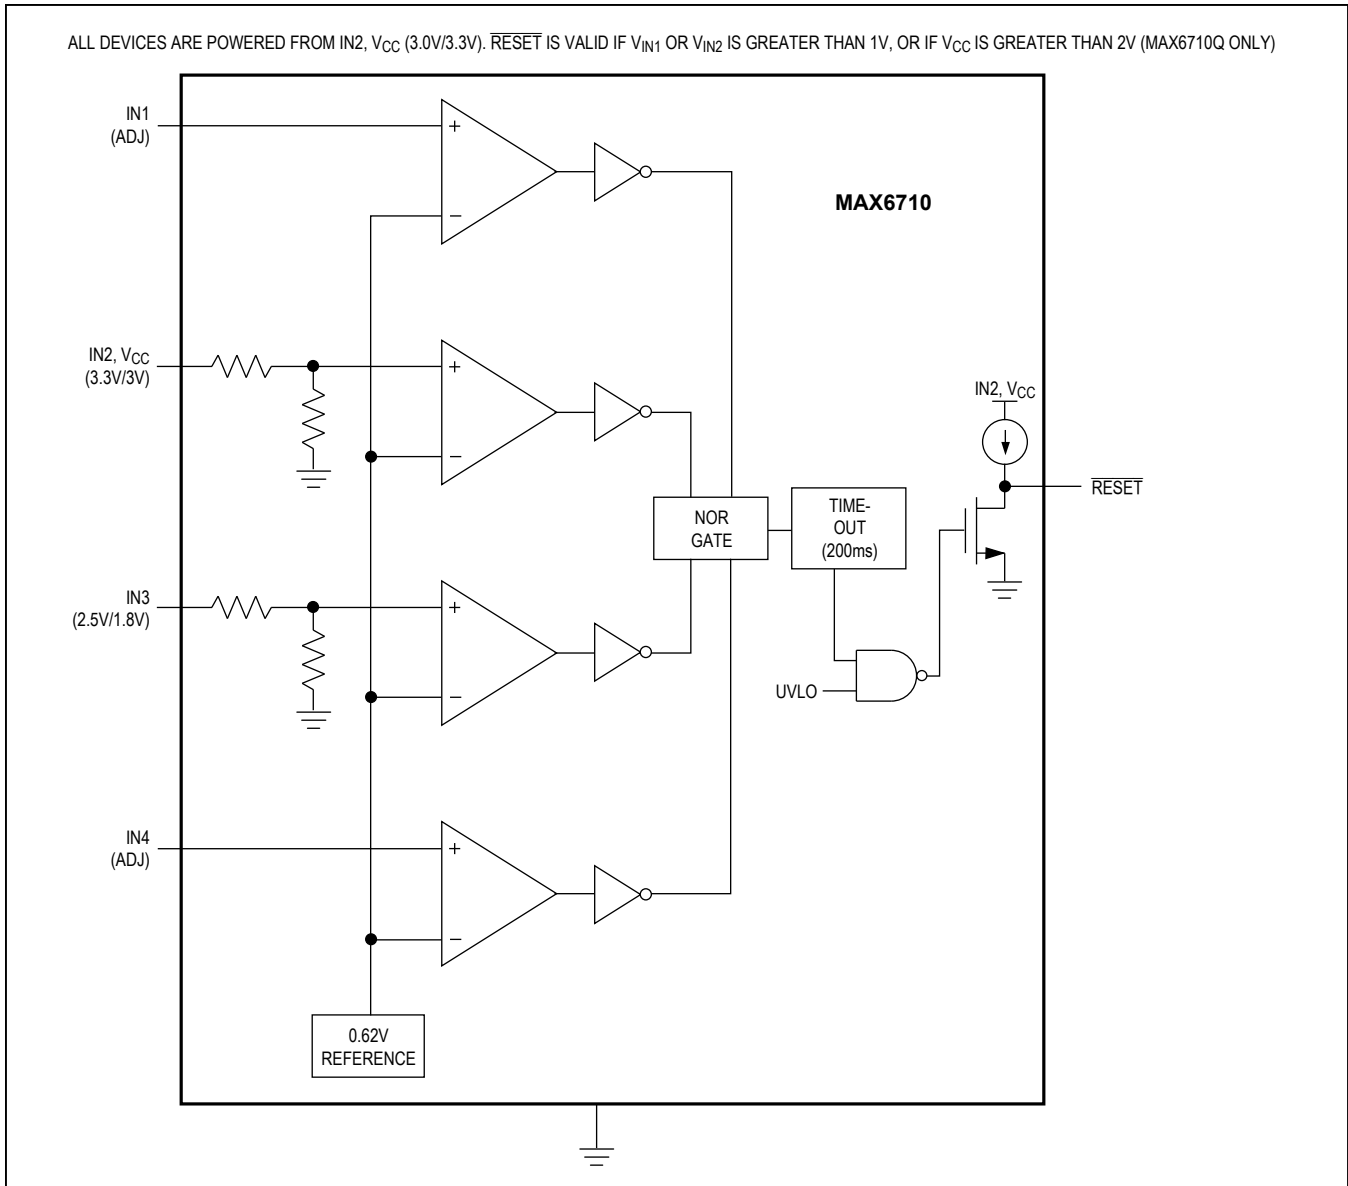 ALL DEVICES ARE POWERED FROM IN2, VCC (3.0V/3.3V). RESET IS VALID IF VIN1 OR VIN2 IS GREATER THAN 1V, OR IF VCC IS GREATER THAN 2V (MAX6710Q ONLY)
IN1
(ADJ)
+
−
MAX6710
IN2, VCC
(3.3V/3V)
+
−
IN2, VCC
RESET
NOR
GATE
TIME-
OUT
(200ms)
IN3
(2.5V/1.8V)
+
−
UVLO
IN4
(ADJ)
+
−
0.62V
REFERENCE